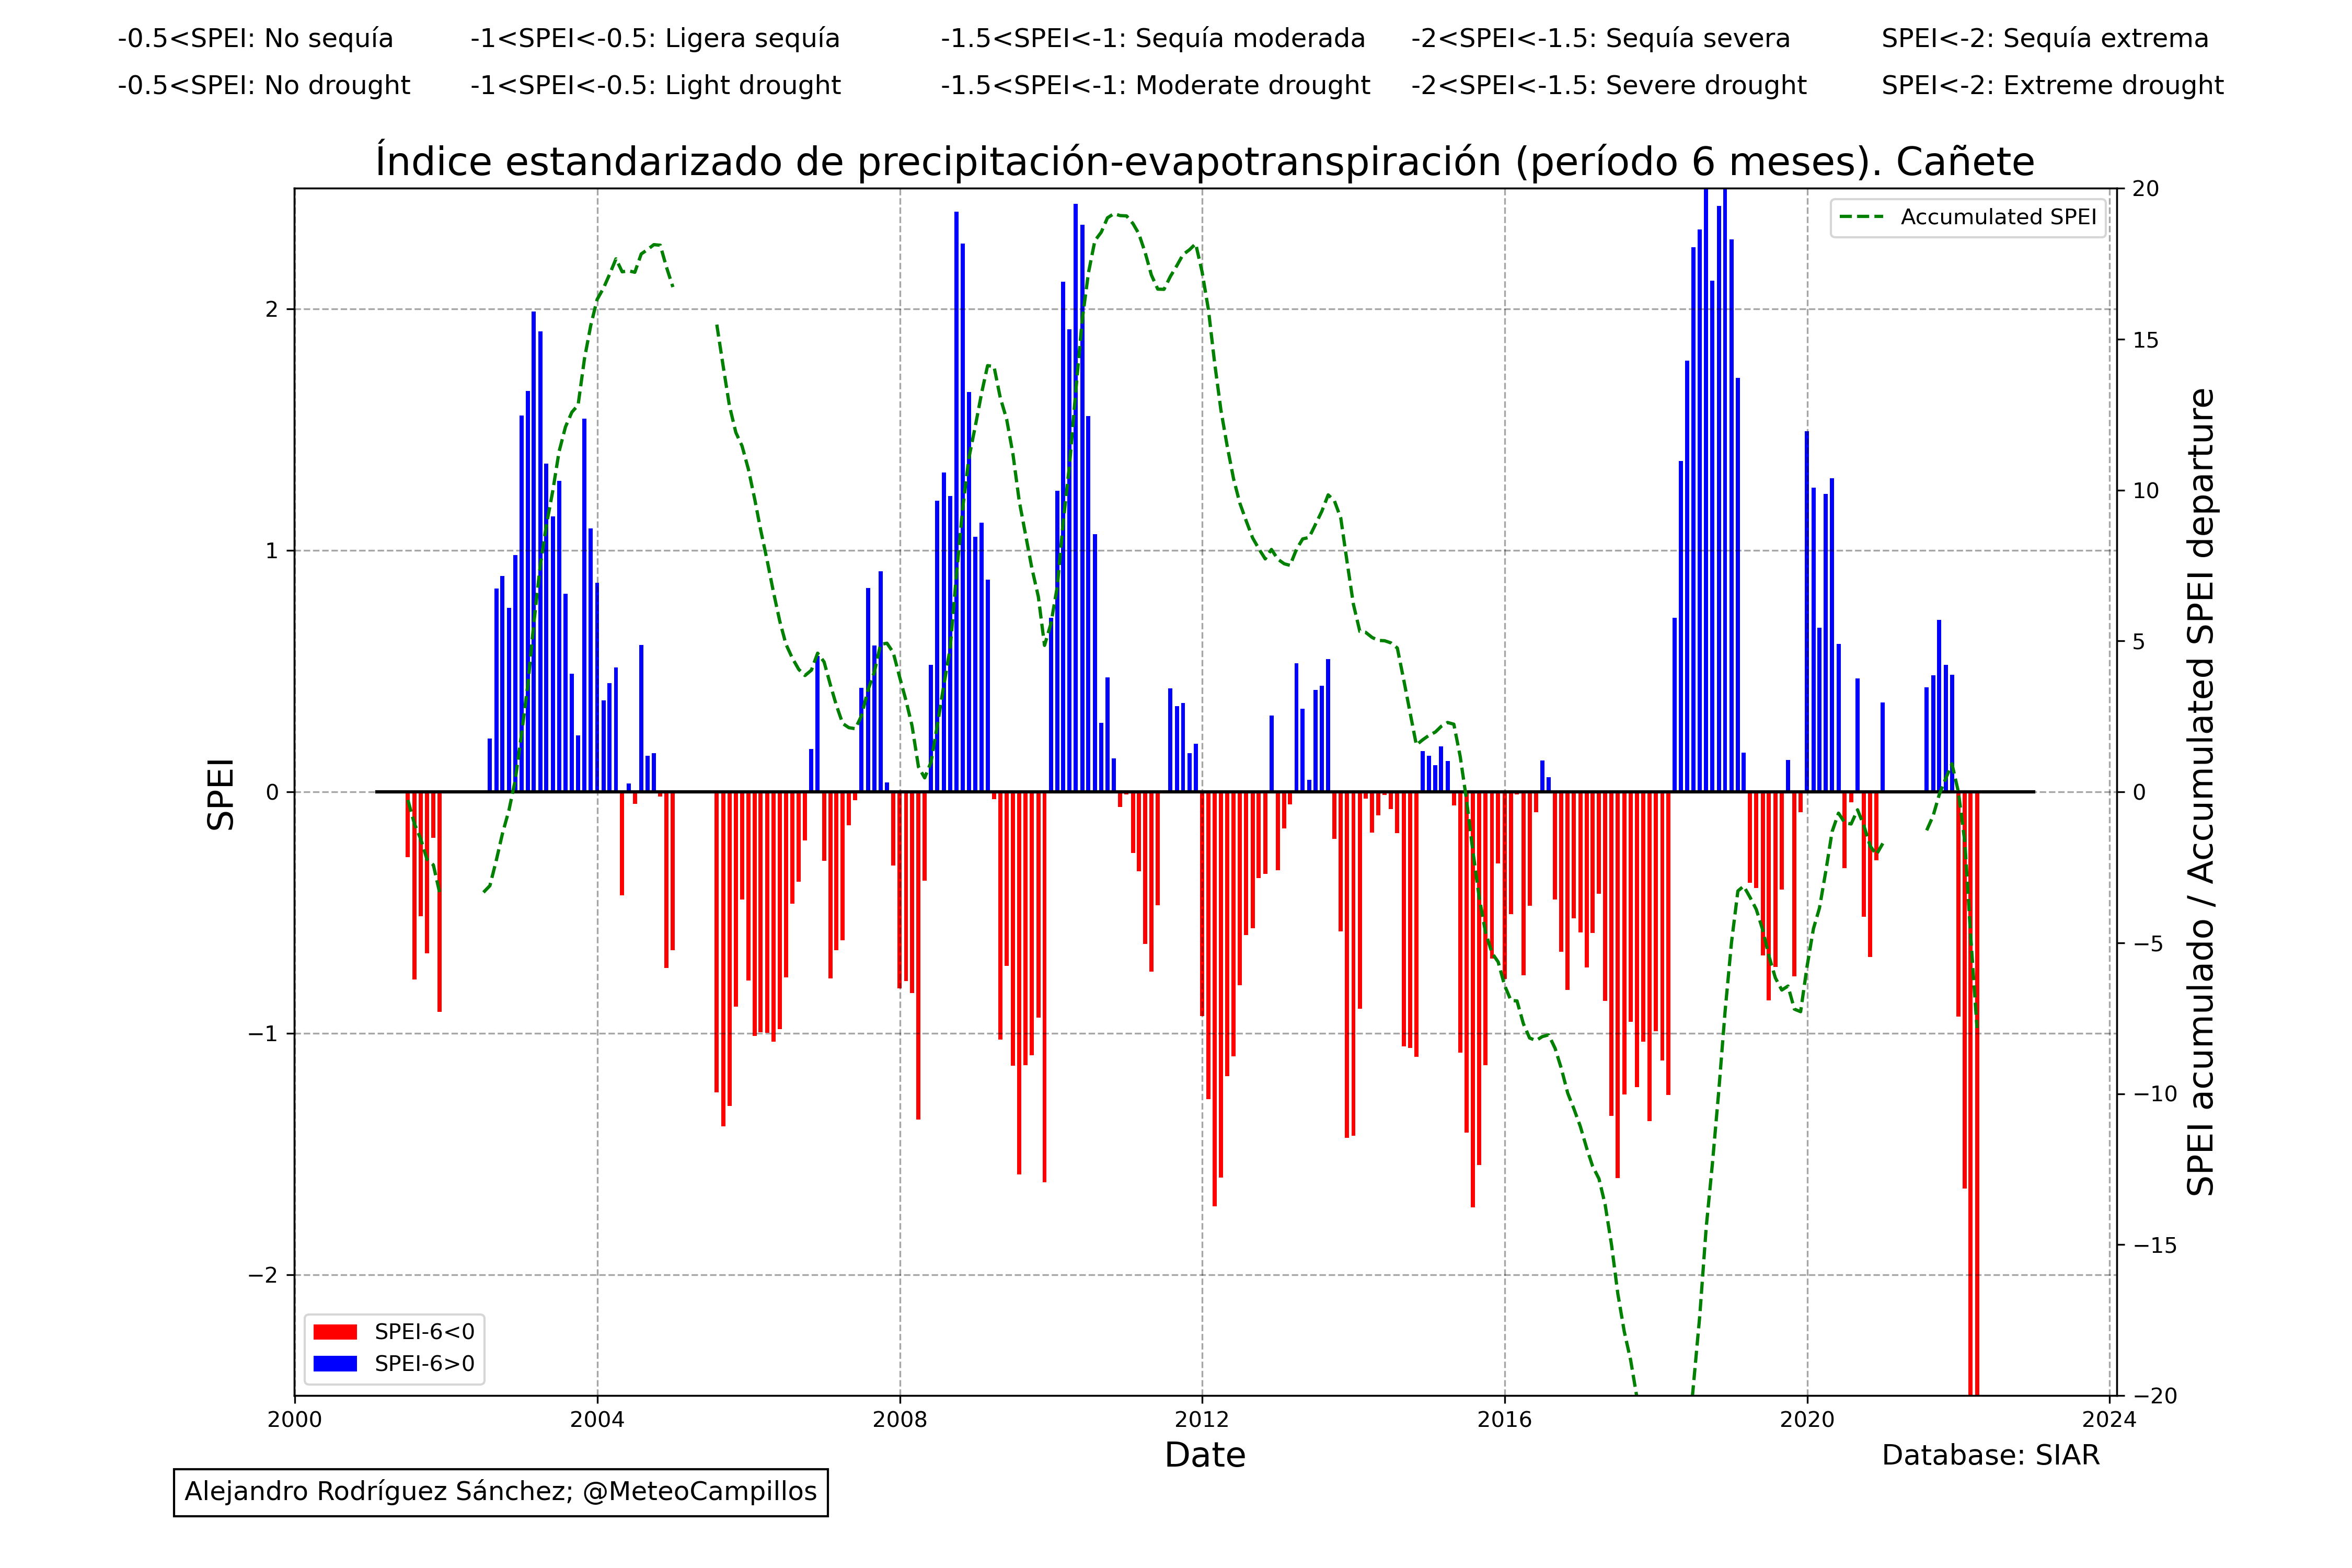 -0.5<SPEI: No sequía -1<SPEI<-0.5: Ligera sequía -1.5<SPEI<-1: Sequía moderada -2<SPEI<-1.5: Sequía severa SPEI<-2: Sequía extrema
-0.5<SPEI: No drought -1<SPEI<-0.5: Light drought -1.5<SPEI<-1: Moderate drought -2<SPEI<-1.5: Severe drought SPEI<-2: Extreme drought
Índice estandarizado de precipitación-evapotranspiración (período 6 meses). Cañete
Accumulated SPEI
SPEI
2
1
0
−1
−2
20
15
10
5
0
−5
−10
−15
−20
SPEI acumulado / Accumulated SPEI departure
SPEI-6<0
SPEI-6>0
2000 2004 2008 2012 2016 2020 2024
Date
Database: SIAR
Alejandro Rodríguez Sánchez; @MeteoCampillos